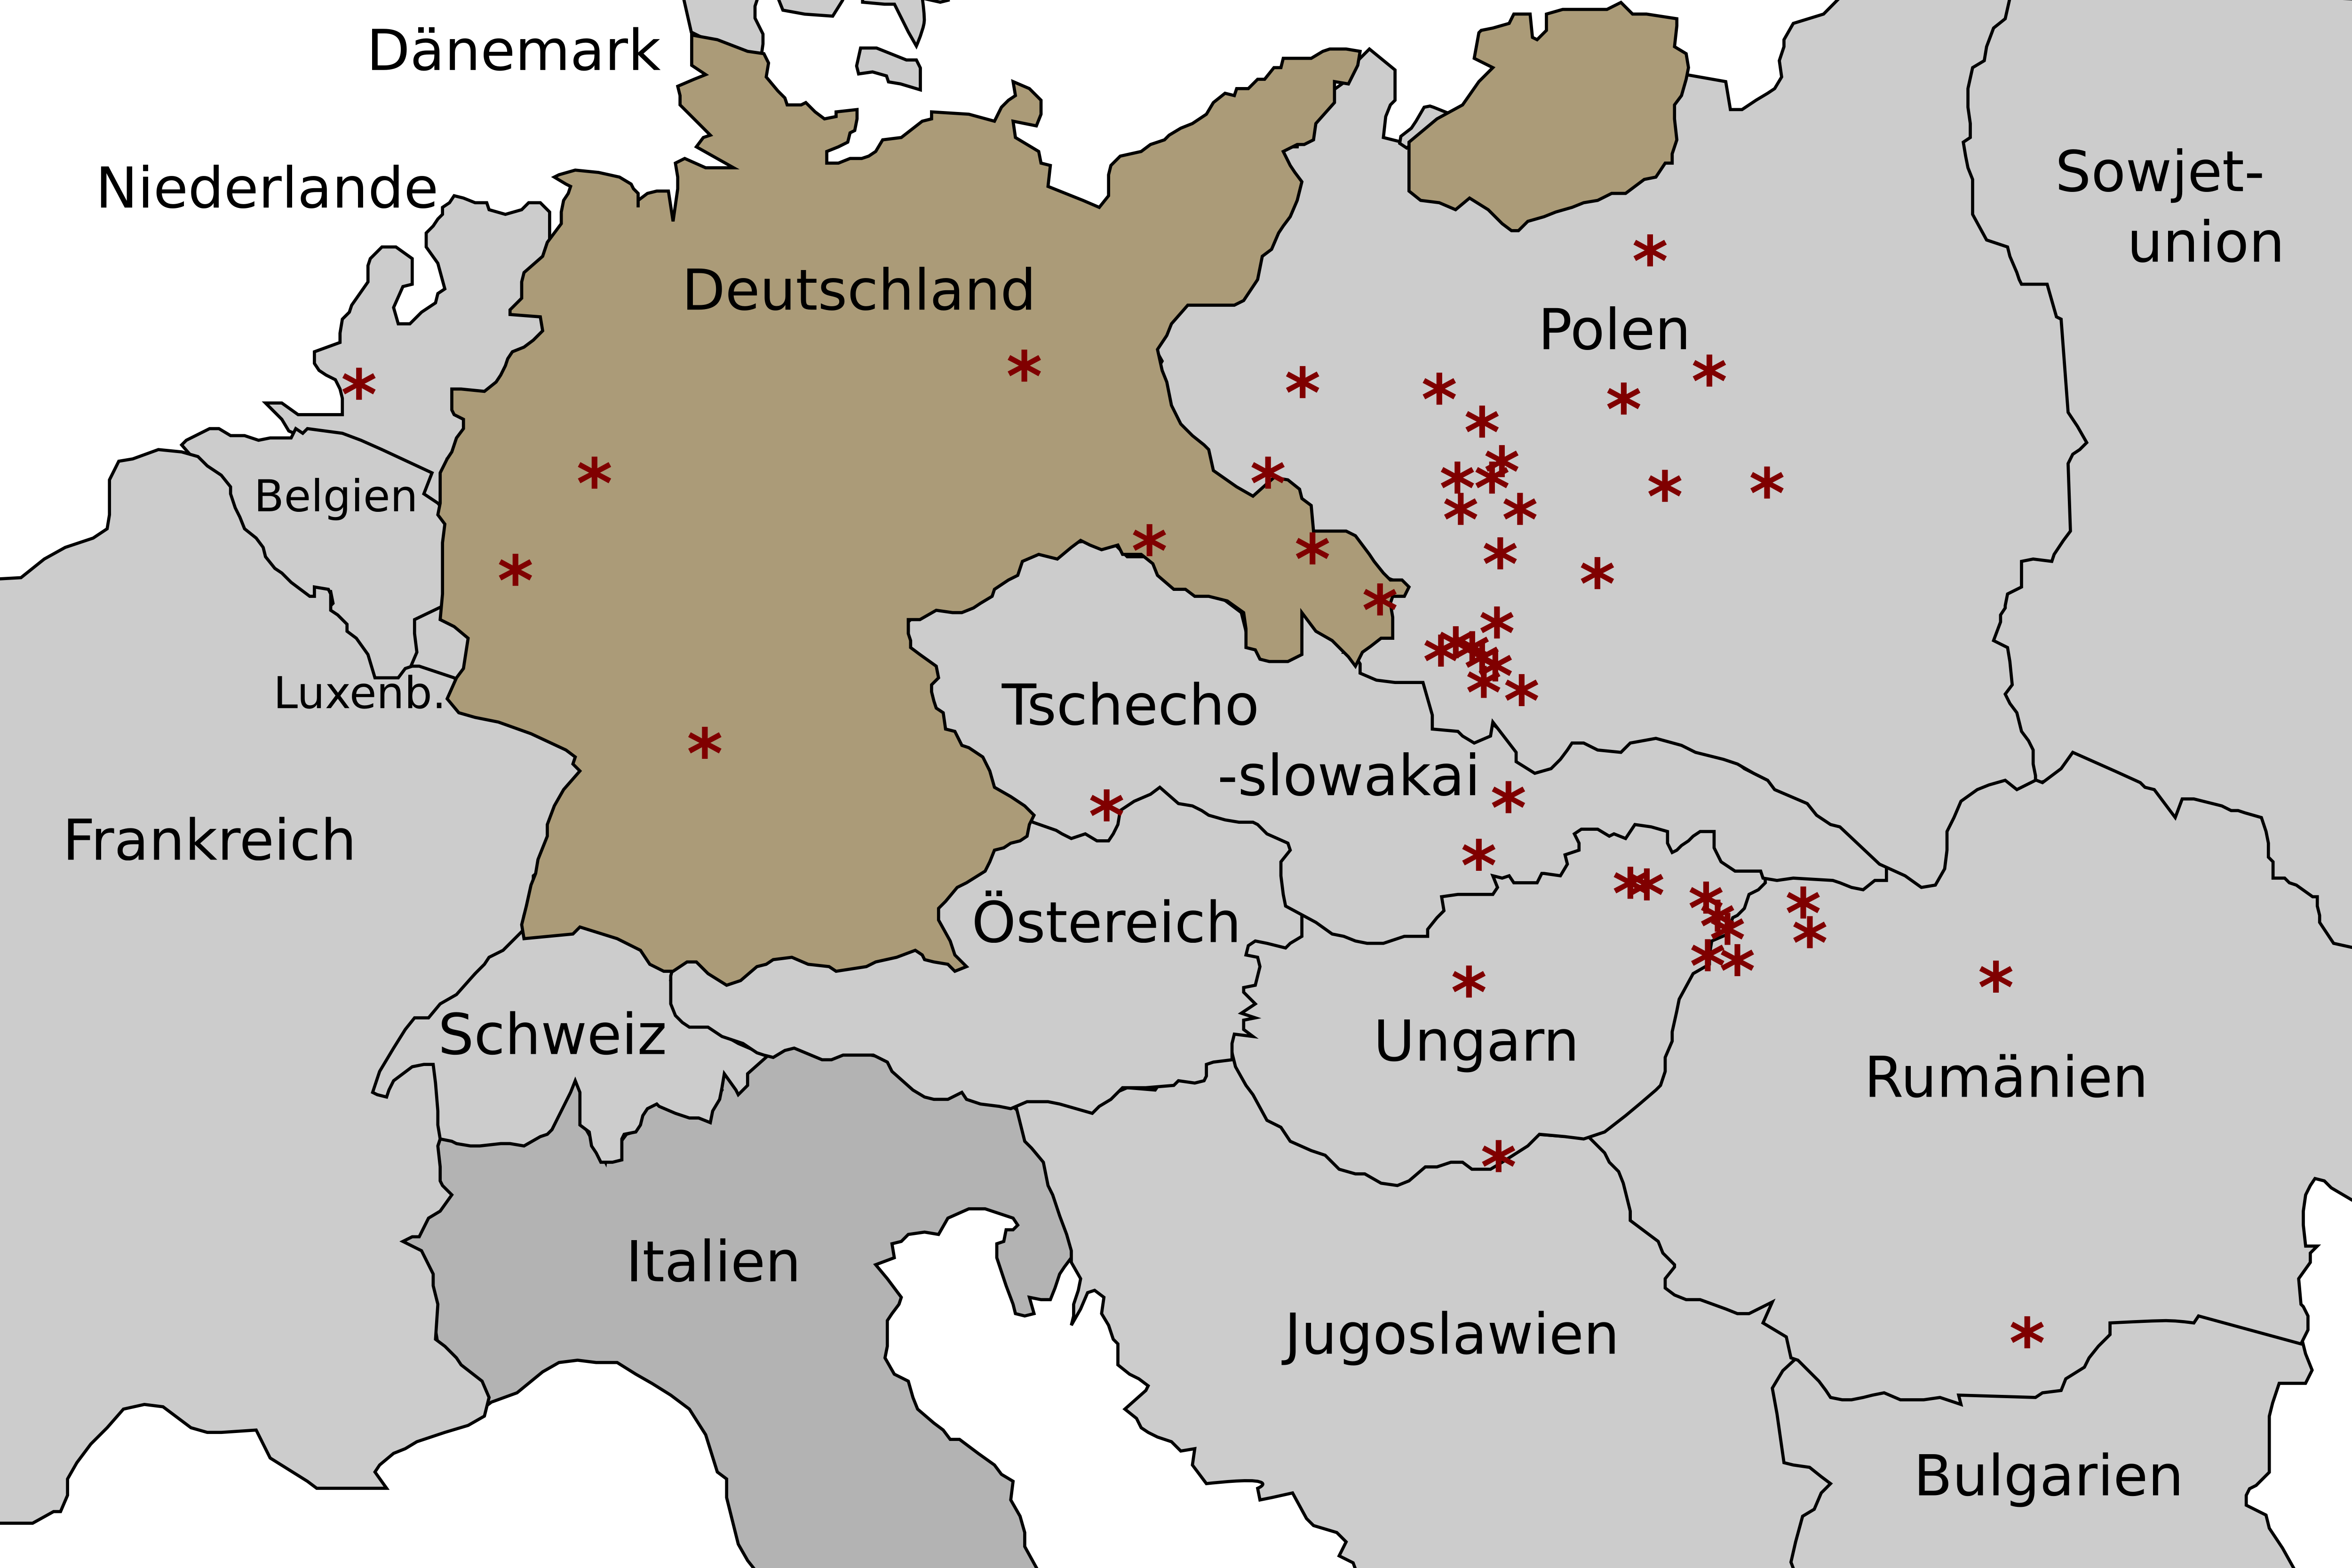 Dänemark
Niederlande
Sowjet-
union
Deutschland
Polen
Belgien
Luxenb.
Tschecho
-slowakai
Frankreich
Östereich
Schweiz
Ungarn
Rumänien
Italien
Jugoslawien
Bulgarien